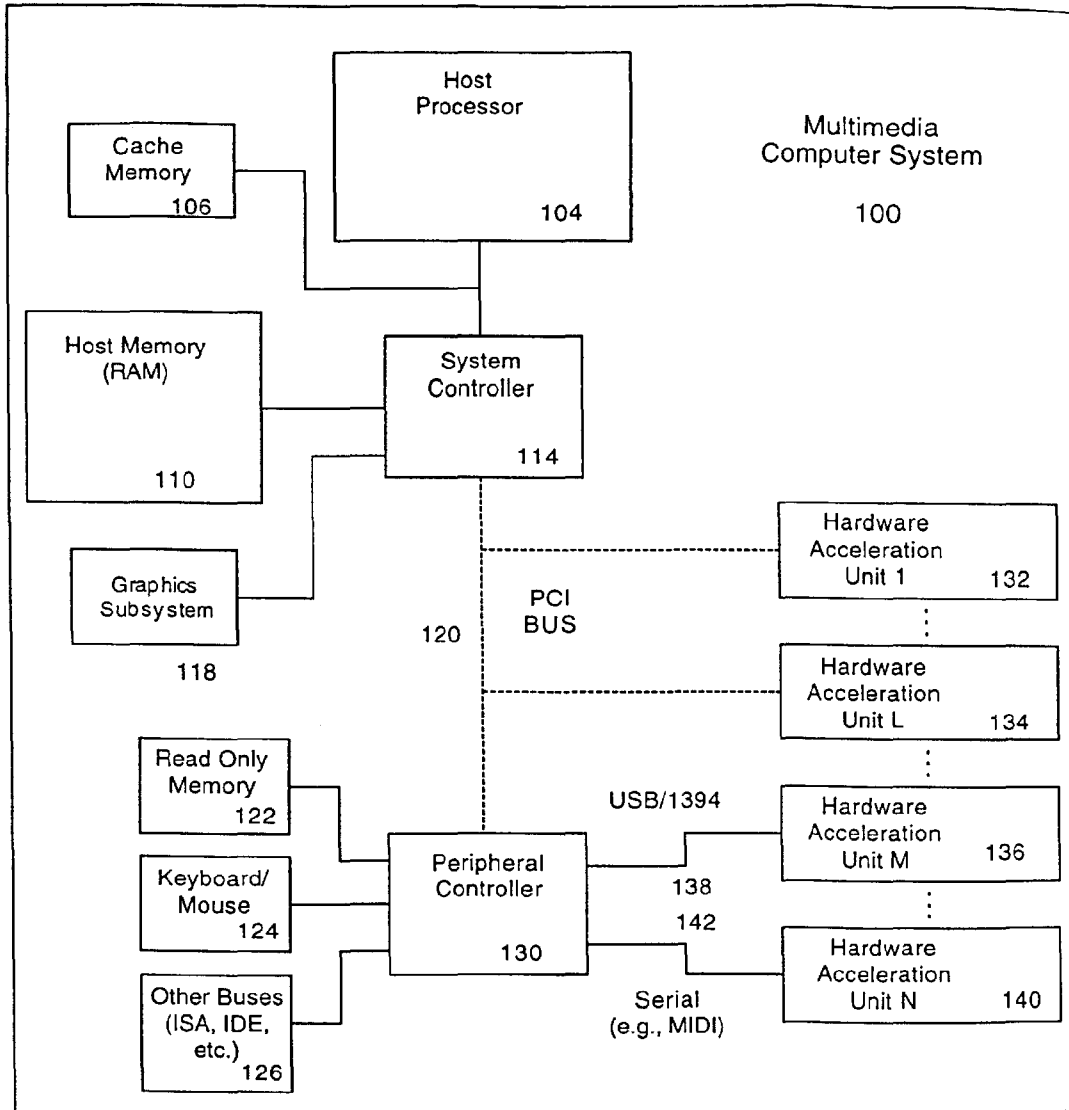 Host
Processor
104
Multimedia
Computer System
100
Cache
Memory
106
Host Memory
(RAM)
110
System
Controller
114
Graphics
Subsystem
118
120
PCI
BUS
Hardware
Acceleration
Unit 1
132
Hardware
Acceleration
Unit L
134
Read Only
Memory
122
Keyboard/
Mouse
124
Other Buses
(ISA, IDE,
etc.)
126
Peripheral
Controller
130
USB/1394
138
142
Serial
(e.g., MIDI)
Hardware
Acceleration
Unit M
136
Hardware
Acceleration
Unit N
140